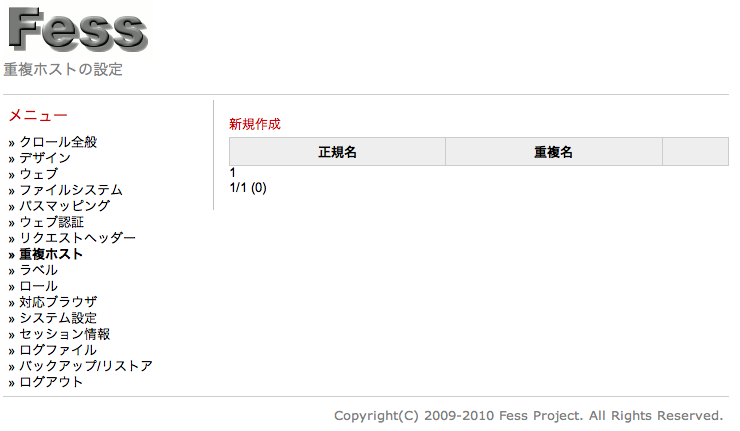 Fess
重複ホストの設定
メニュー
» クロール全般
» デザイン
» ウェブ
» ファイルシステム
» パスマッピング
» ウェブ認証
» リクエストヘッダー
» 重複ホスト
» ラベル
» ロール
» 対応ブラウザ
» システム設定
» セッション情報
» ログファイル
» バックアップ/リストア
» ログアウト
新規作成
正規名 重複名
1
1/1 (0)
Copyright(C) 2009-2010 Fess Project. All Rights Reserved.